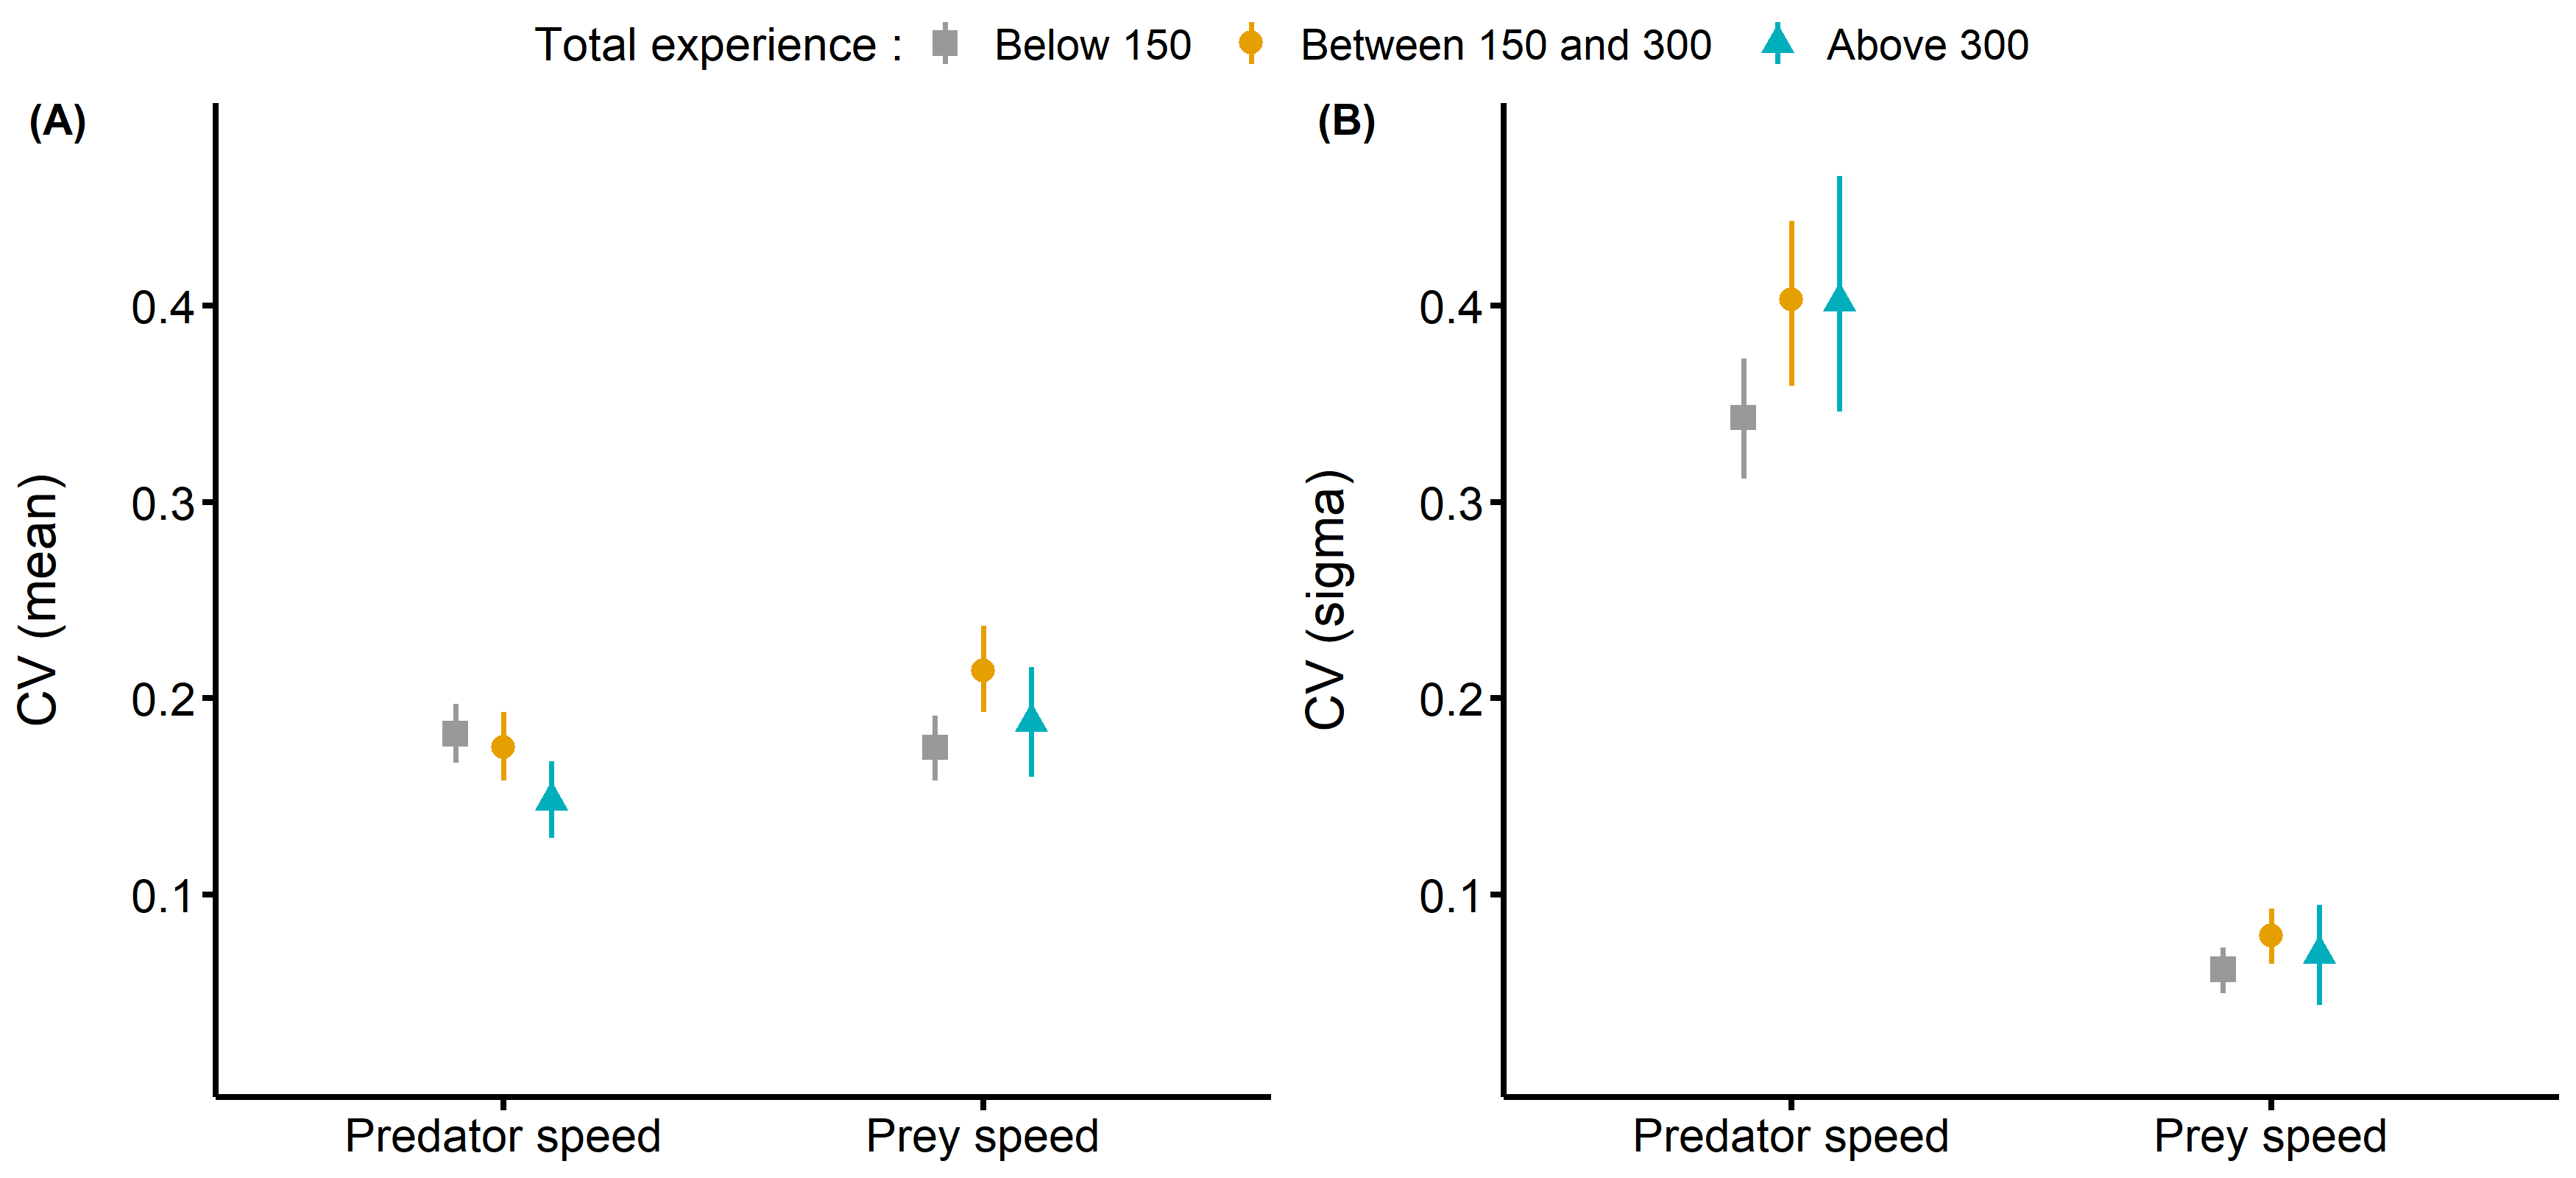 Total experience : Below 150 Between 150 and 300 Above 300
(A)
CV (mean)
0.4
0.3
0.2
0.1
Predator speed Prey speed
(B)
CV (sigma)
0.4
0.3
0.2
0.1
Predator speed Prey speed